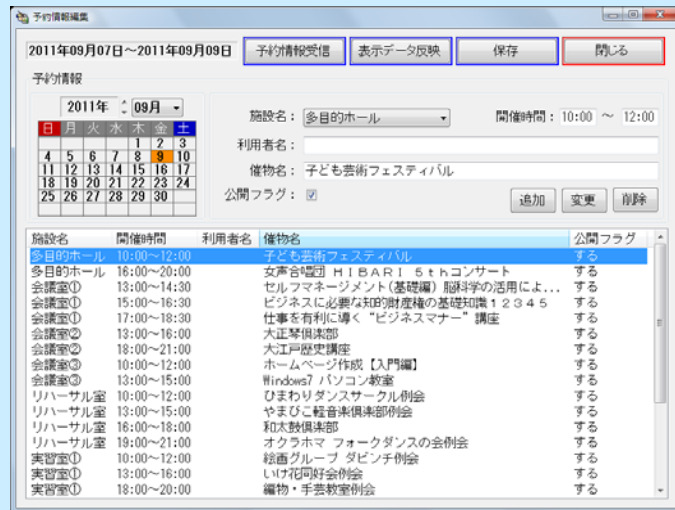 予約情報編集
2011年09月07日～2011年09月09日 予約情報受信 表示データ反映 保存 閉じる
予約情報
2011年 09月
日 月 火 水 木 金 土
1 2 3
4 5 6 7 8 9 10
11 12 13 14 15 16 17
18 19 20 21 22 23 24
25 26 27 28 29 30
施設名： 多目的ホール 開催時間： 10:00 ～ 12:00
利用者名：
催物名： 子ども芸術フェスティバル
公開フラグ： 追加 変更 削除
施設名 開催時間 利用者名 催物名 公開フラグ
多目的ホール 10:00～12:00 子ども芸術フェスティバル する
多目的ホール 16:00～20:00 女声合唱団 ＨＩＢＡＲＩ ５ｔｈコンサート する
会議室① 13:00～14:30 セルフマネージメント(基礎編) 脳科学の活用によ... する
会議室① 15:00～16:30 ビジネスに必要な知的財産権の基礎知識１２３４５ する
会議室① 17:00～18:30 仕事を有利に導く“ビジネスマナー”講座 する
会議室② 13:00～16:00 大正琴倶楽部 する
会議室② 18:00～21:00 大江戸歴史講座 する
会議室③ 10:00～12:00 ホームページ作成【入門編】 する
会議室③ 13:00～15:00 Windows7 パソコン教室 する
リハーサル室 10:00～12:00 ひまわりダンスサークル例会 する
リハーサル室 13:00～15:00 やまびこ軽音楽倶楽部例会 する
リハーサル室 16:00～18:00 和太鼓倶楽部 する
リハーサル室 19:00～21:00 オクラホマ フォークダンスの会例会 する
実習室① 10:00～12:00 絵画グループ ダビンチ例会 する
実習室① 13:00～16:00 いけ花同好会例会 する
実習室① 18:00～20:00 編物・手芸教室例会 する